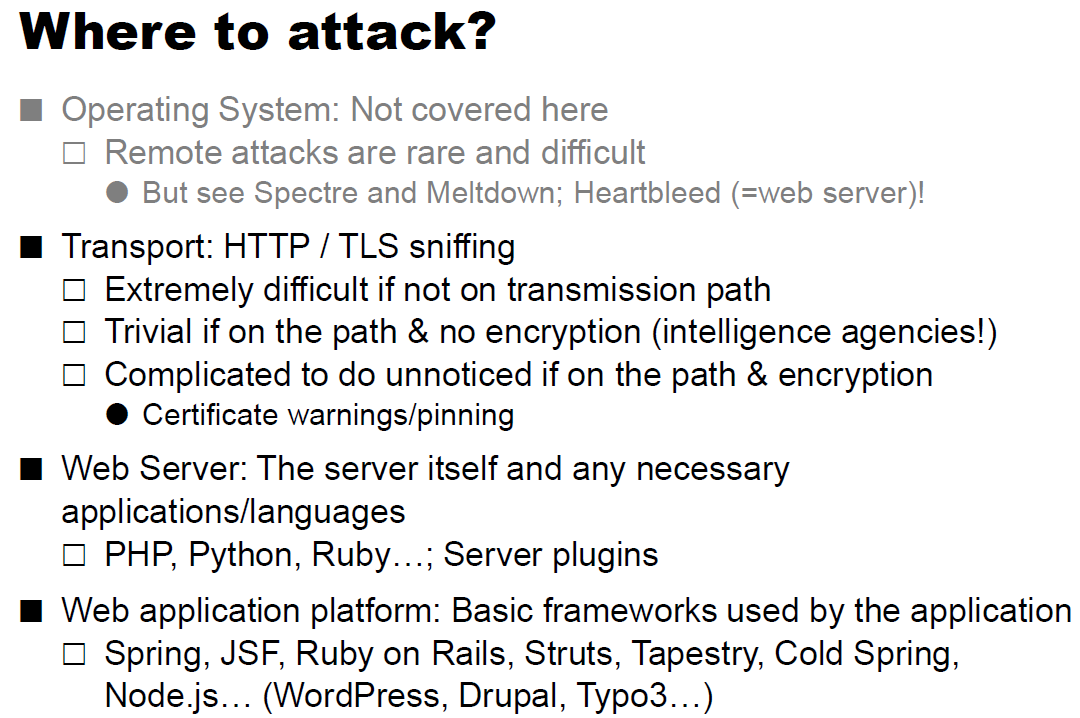 Where to attack?
■ Operating System: Not covered here
□ Remote attacks are rare and difficult
● But see Spectre and Meltdown; Heartbleed (=web server)!
■ Transport: HTTP / TLS sniffing
□ Extremely difficult if not on transmission path
□ Trivial if on the path & no encryption (intelligence agencies!)
□ Complicated to do unnoticed if on the path & encryption
● Certificate warnings/pinning
■ Web Server: The server itself and any necessary
applications/languages
□ PHP, Python, Ruby…; Server plugins
■ Web application platform: Basic frameworks used by the application
□ Spring, JSF, Ruby on Rails, Struts, Tapestry, Cold Spring,
Node.js… (WordPress, Drupal, Typo3…)